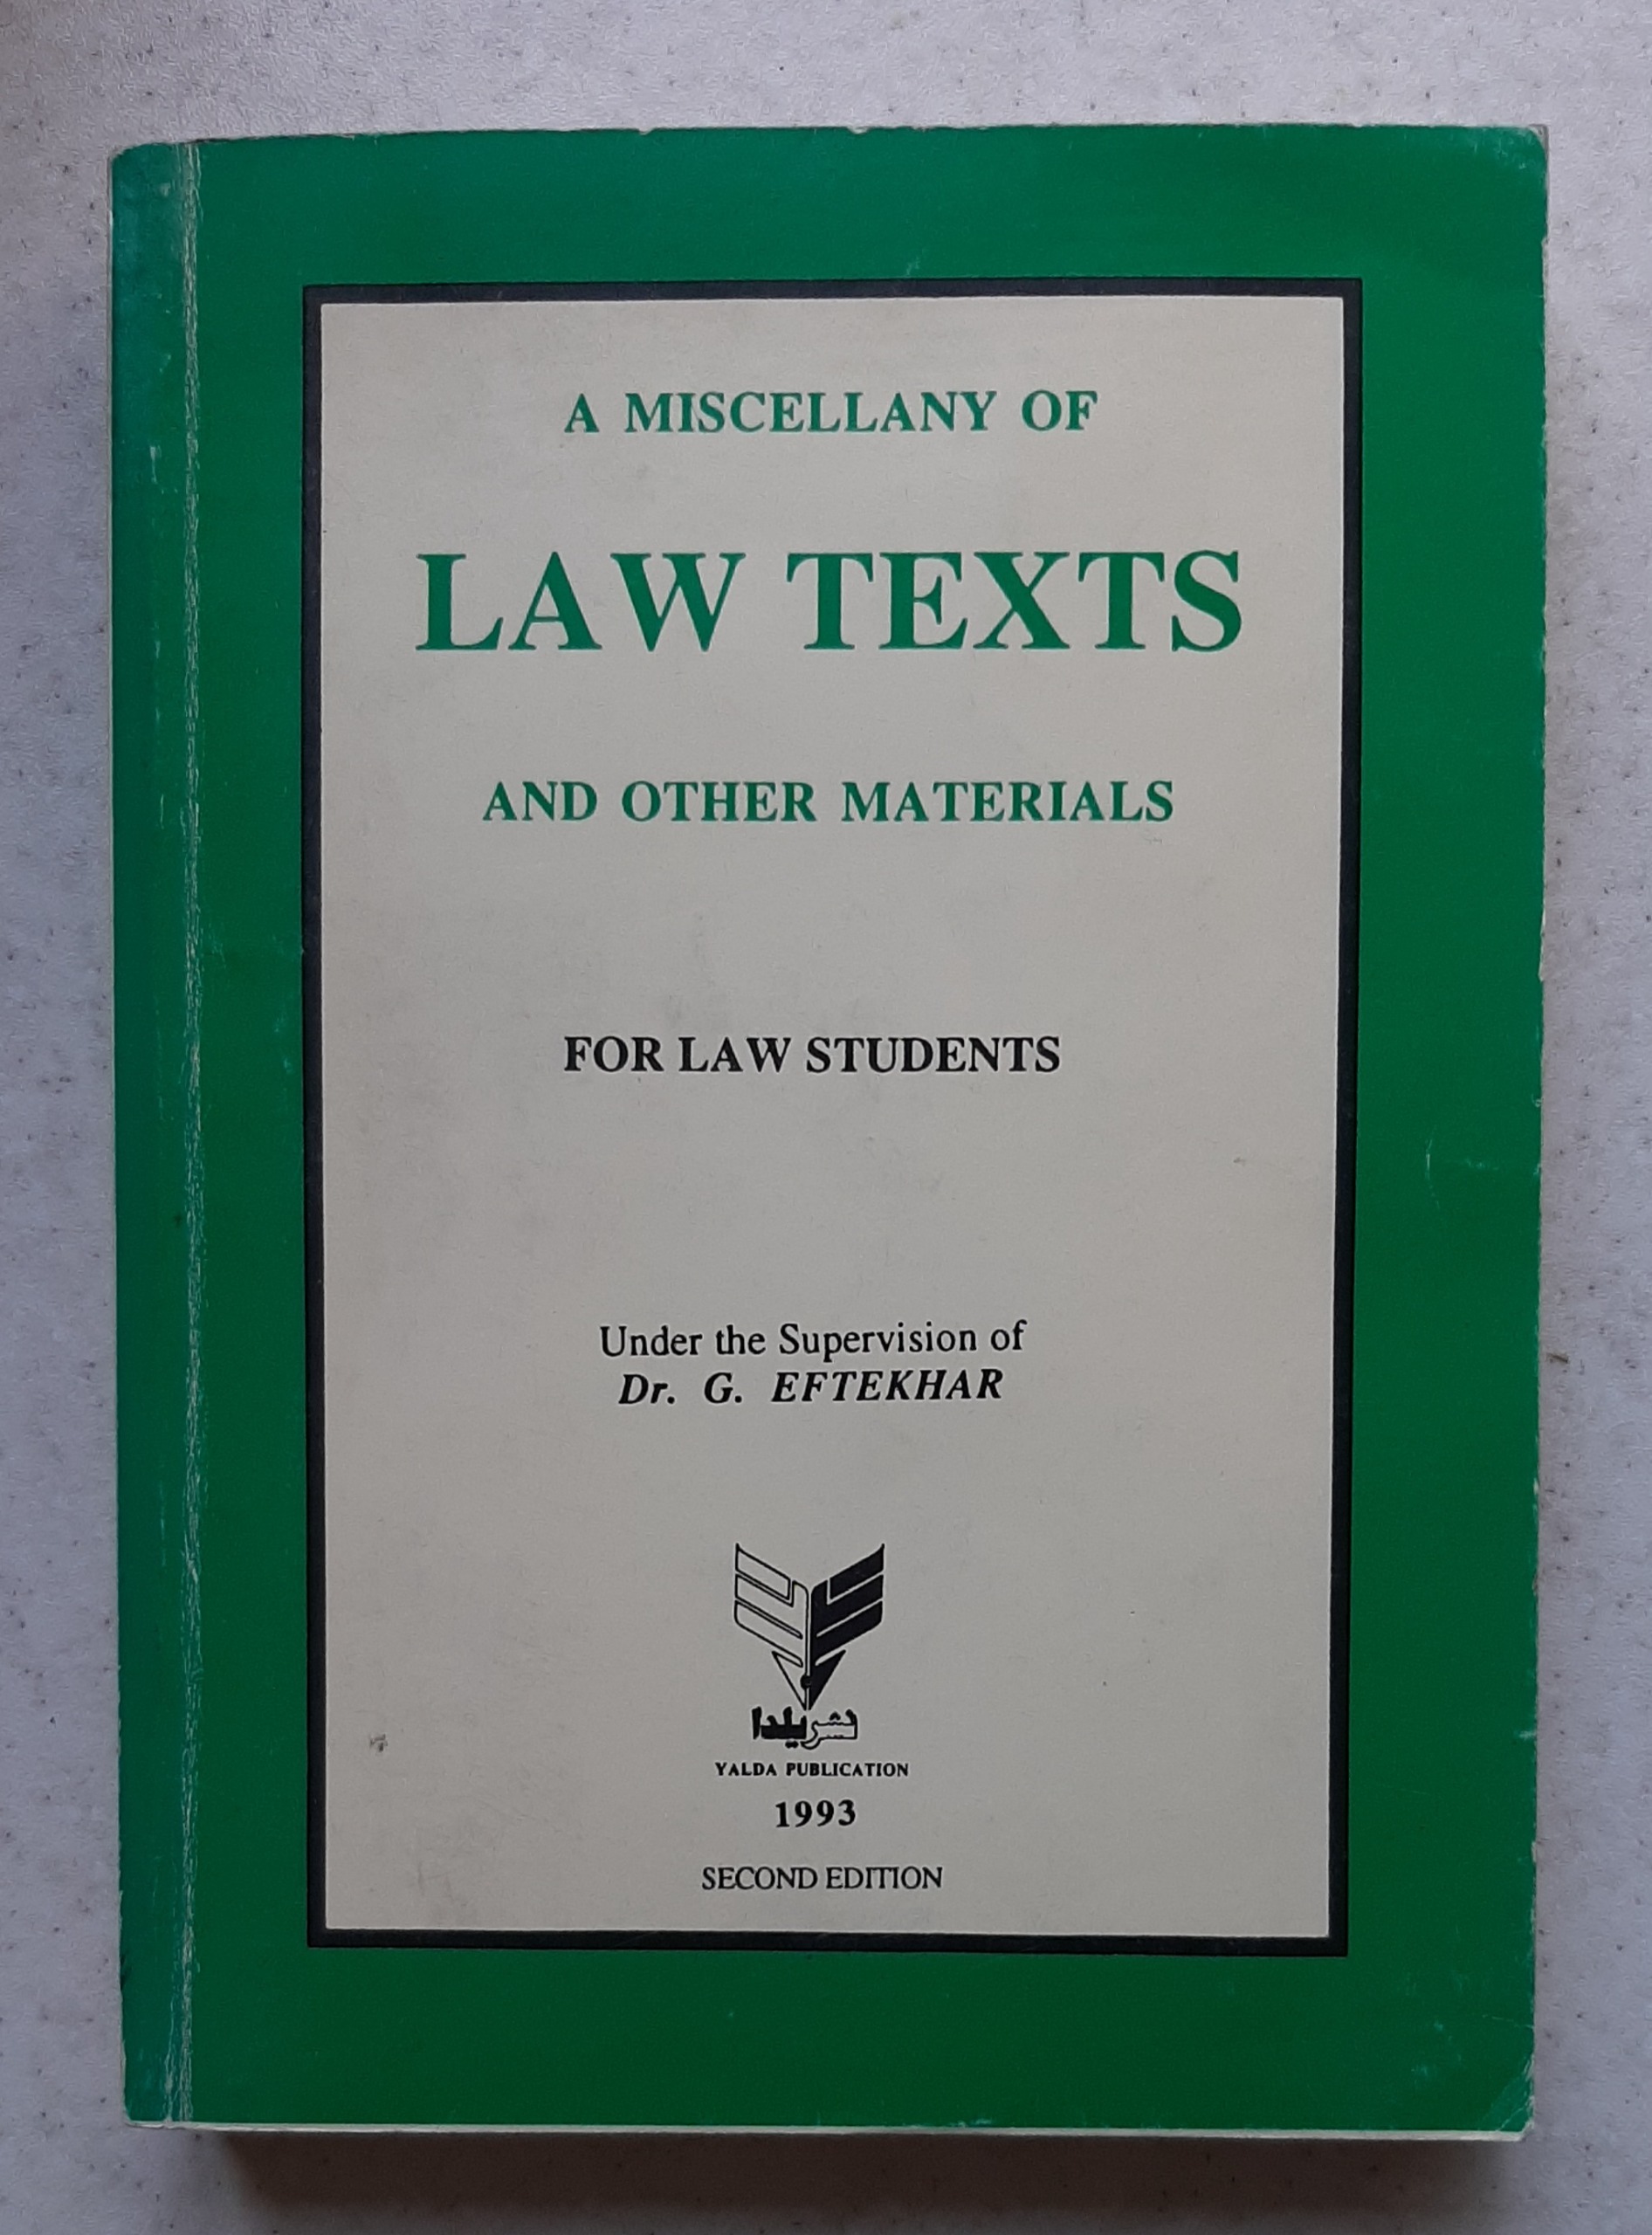 A MISCELLANY OF
LAW TEXTS
AND OTHER MATERIALS
FOR LAW STUDENTS
Under the Supervision of
Dr. G. EFTEKHAR
نشر یلدا
YALDA PUBLICATION
1993
SECOND EDITION